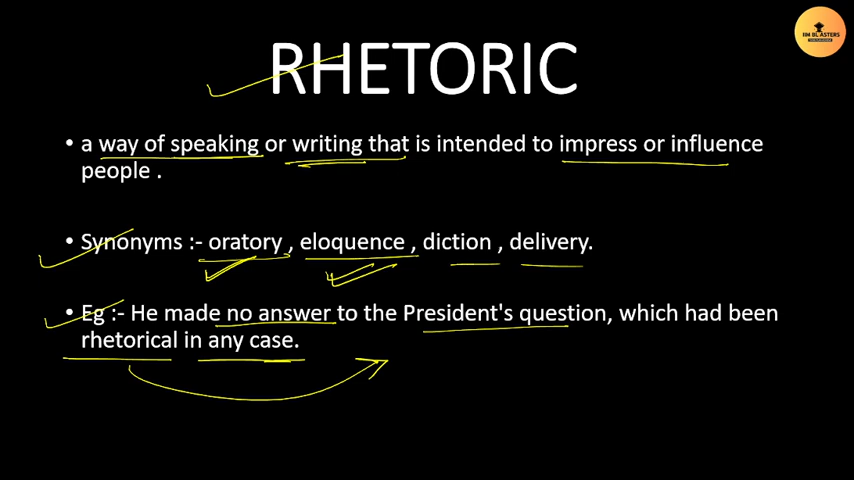 IIM BLASTERS
RHETORIC
• a way of speaking or writing that is intended to impress or influence
people .
• Synonyms :- oratory , eloquence , diction , delivery.
• Eg :- He made no answer to the President's question, which had been
rhetorical in any case.